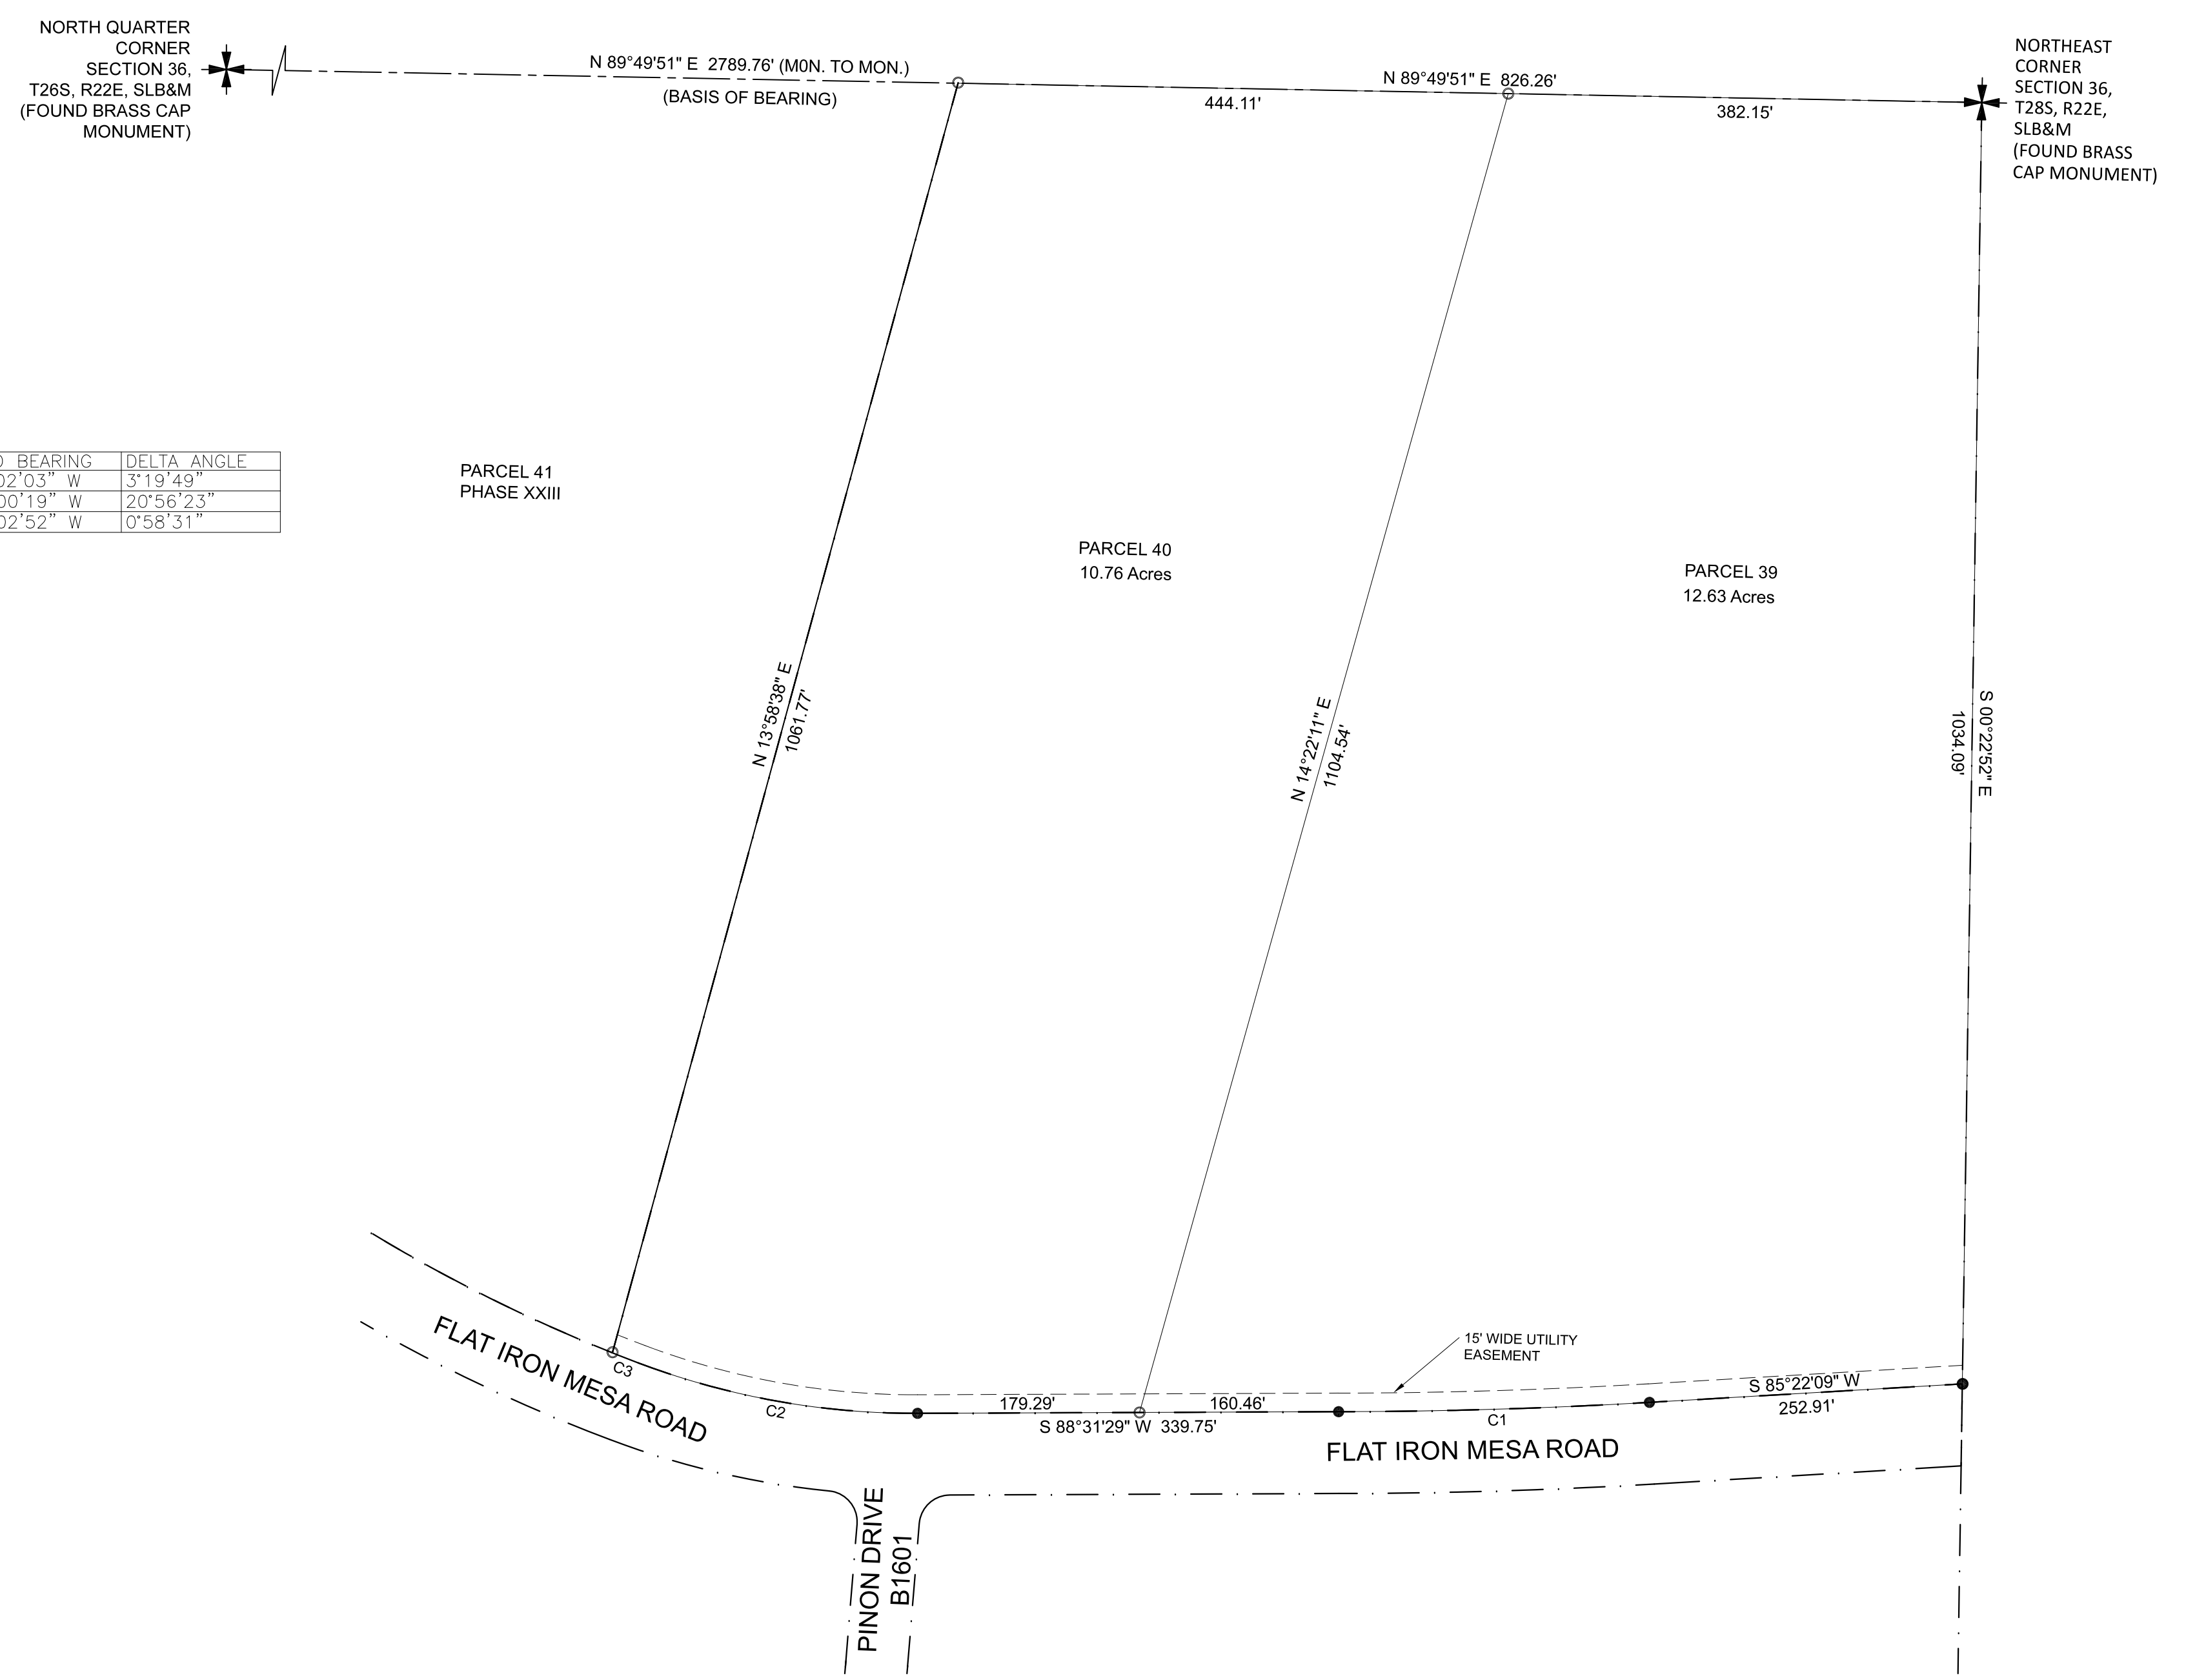 NORTH QUARTER
CORNER
SECTION 36,
T26S, R22E, SLB&M
(FOUND BRASS CAP
MONUMENT)
N 89°49'51" E 2789.76' (M0N. TO MON.)
(BASIS OF BEARING)
N 89°49'51" E 826.26'
444.11'
382.15'
NORTHEAST
CORNER
SECTION 36,
T28S, R22E,
SLB&M
(FOUND BRASS
CAP MONUMENT)
BEARING DELTA ANGLE
02'03" W 3°19'49"
00'19" W 20°56'23"
02'52" W 0°58'31"
PARCEL 41
PHASE XXIII
PARCEL 40
10.76 Acres
PARCEL 39
12.63 Acres
N 13°58'38" E
1061.77'
N 14°22'11" E
1104.54'
S 00°22'52" E
1034.09'
15' WIDE UTILITY
EASEMENT
C3
C2
179.29'
160.46'
S 88°31'29" W 339.75'
C1
S 85°22'09" W
252.91'
FLAT IRON MESA ROAD
FLAT IRON MESA ROAD
PINON DRIVE
B1601